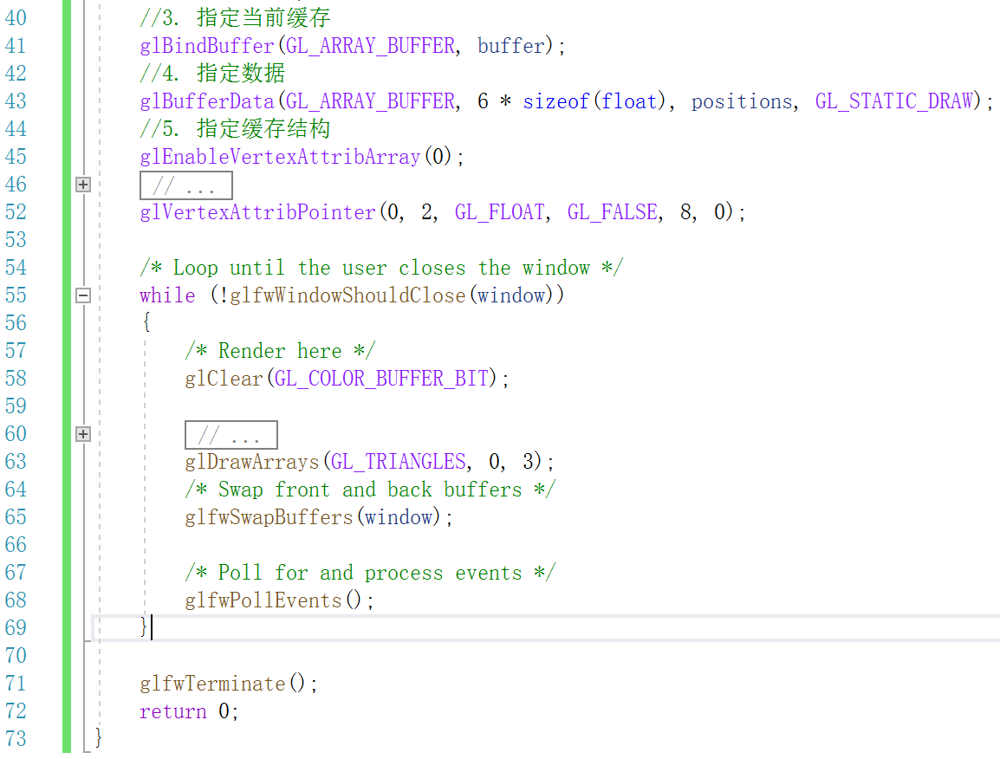 40 //3. 指定当前缓存
41 glBindBuffer(GL_ARRAY_BUFFER, buffer);
42 //4. 指定数据
43 glBufferData(GL_ARRAY_BUFFER, 6 * sizeof(float), positions, GL_STATIC_DRAW);
44 //5. 指定缓存结构
45 glEnableVertexAttribArray(0);
46 // ...
52 glVertexAttribPointer(0, 2, GL_FLOAT, GL_FALSE, 8, 0);
53
54 /* Loop until the user closes the window */
55 while (!glfwWindowShouldClose(window))
56 {
57 /* Render here */
58 glClear(GL_COLOR_BUFFER_BIT);
59
60 // ...
63 glDrawArrays(GL_TRIANGLES, 0, 3);
64 /* Swap front and back buffers */
65 glfwSwapBuffers(window);
66
67 /* Poll for and process events */
68 glfwPollEvents();
69 }
70
71 glfwTerminate();
72 return 0;
73 }